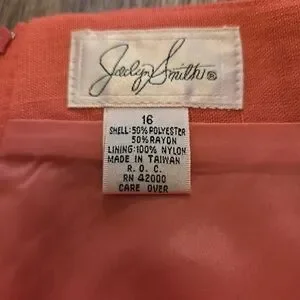 Jaclyn Smith®
16
SHELL: 50% POLYESTER
50% RAYON
LINING: 100% NYLON
MADE IN TAIWAN
R. O. C.
RN 42000
CARE OVER